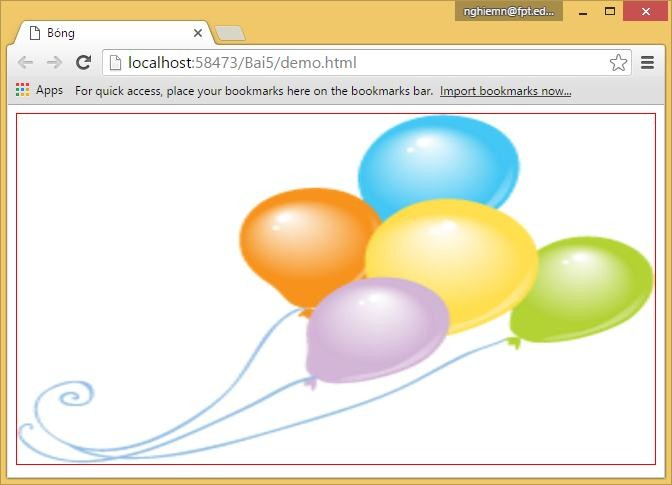 nghiemn@fpt.ed...
Bóng
localhost:58473/Bai5/demo.html
Apps For quick access, place your bookmarks here on the bookmarks bar. Import bookmarks now...